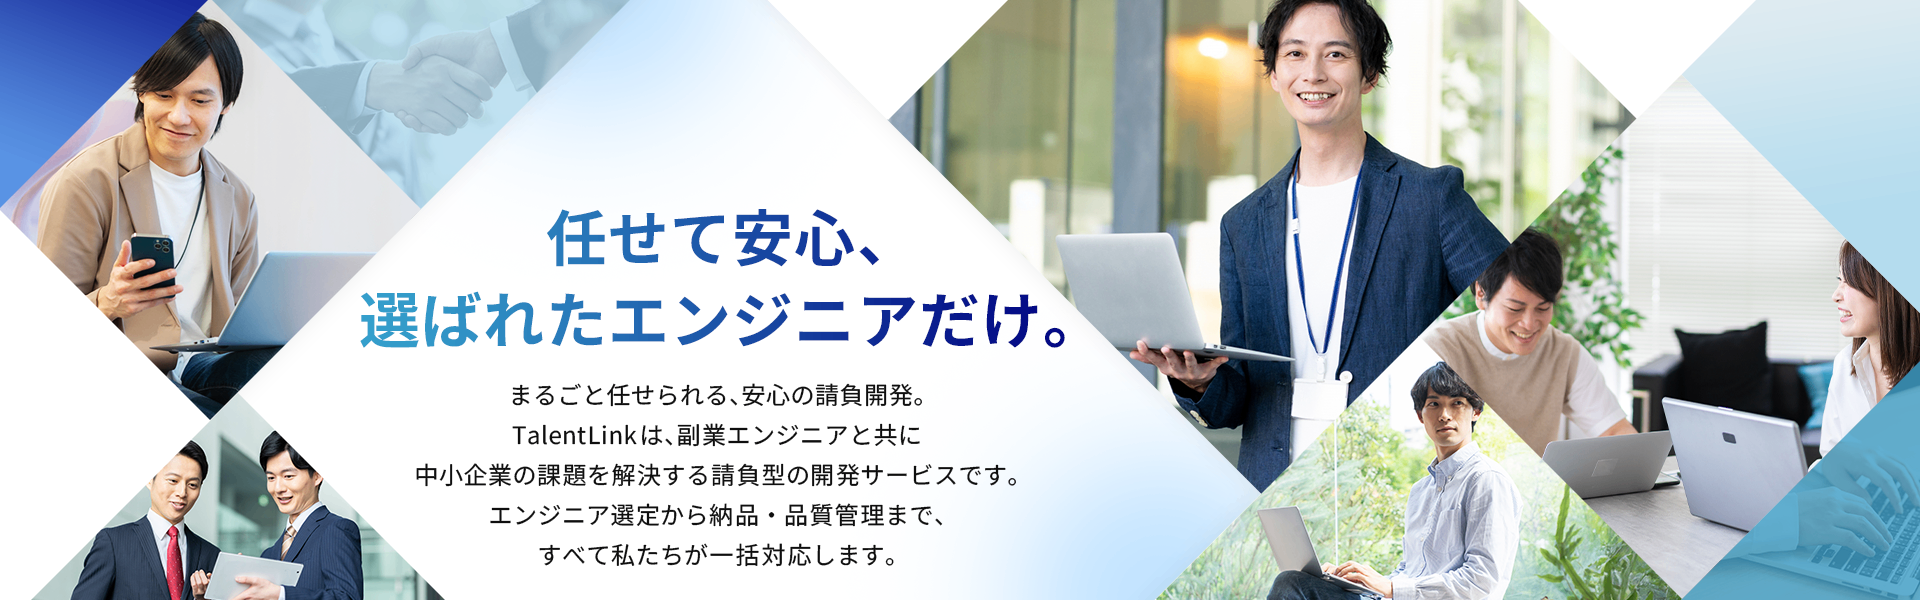 任せて安心、
選ばれたエンジニアだけ。
まるごと任せられる、安心の請負開発。
TalentLinkは、副業エンジニアと共に
中小企業の課題を解決する請負型の開発サービスです。
エンジニア選定から納品・品質管理まで、
すべて私たちが一括対応します。